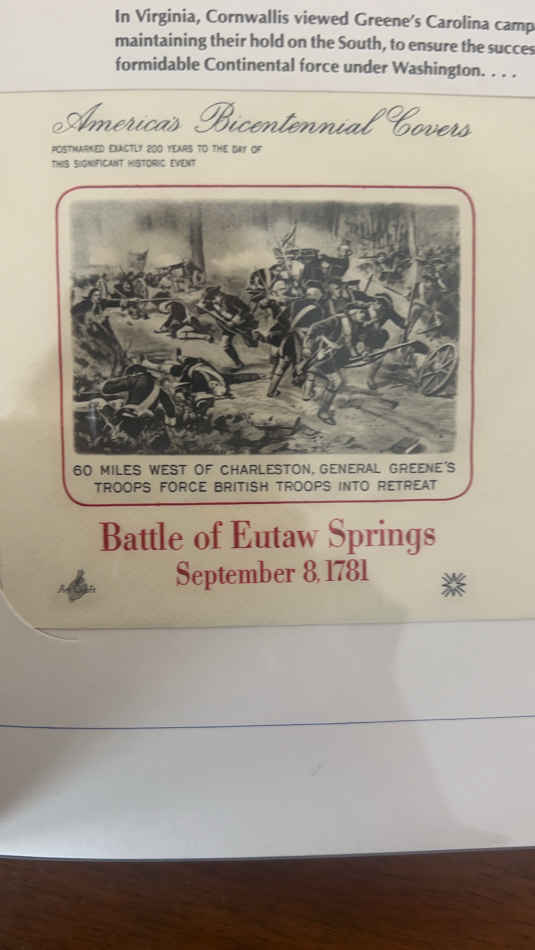 In Virginia, Cornwallis viewed Greene's Carolina camp
maintaining their hold on the South, to ensure the succes
formidable Continental force under Washington. . . .
America's Bicentennial Covers
POSTMARKED EXACTLY 200 YEARS TO THE DAY OF
THIS SIGNIFICANT HISTORIC EVENT
60 MILES WEST OF CHARLESTON, GENERAL GREENE'S
TROOPS FORCE BRITISH TROOPS INTO RETREAT
Battle of Eutaw Springs
September 8, 1781